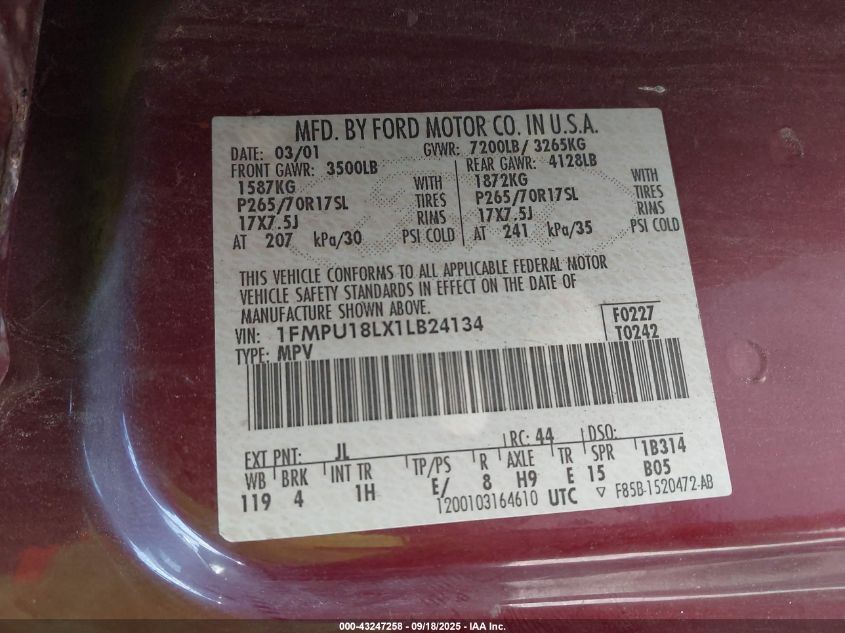 MFD. BY FORD MOTOR CO. IN U.S.A.
DATE: 03/01 GVWR: 7200LB/ 3265KG
FRONT GAWR: 3500LB REAR GAWR: 4128LB
1587KG WITH 1872KG WITH
P265/70R17SL TIRES P265/70R17SL TIRES
17X7.5J RIMS 17X7.5J RIMS
AT 207 kPa/30 PSI COLD AT 241 kPa/35 PSI COLD
THIS VEHICLE CONFORMS TO ALL APPLICABLE FEDERAL MOTOR
VEHICLE SAFETY STANDARDS IN EFFECT ON THE DATE OF
MANUFACTURE SHOWN ABOVE.
VIN: 1FMPU18LX1LB24134 F0227
TYPE: MPV T0242
EXT PNT: JL RC: 44 DSO:
WB BRK INT TR TP/PS R AXLE TR SPR 1B314
119 4 1H E/ 8 H9 E 15 B05
1200103164610 UTC ▽ F85B-1520472-AB
000-43247258 - 09/18/2025 - IAA Inc.